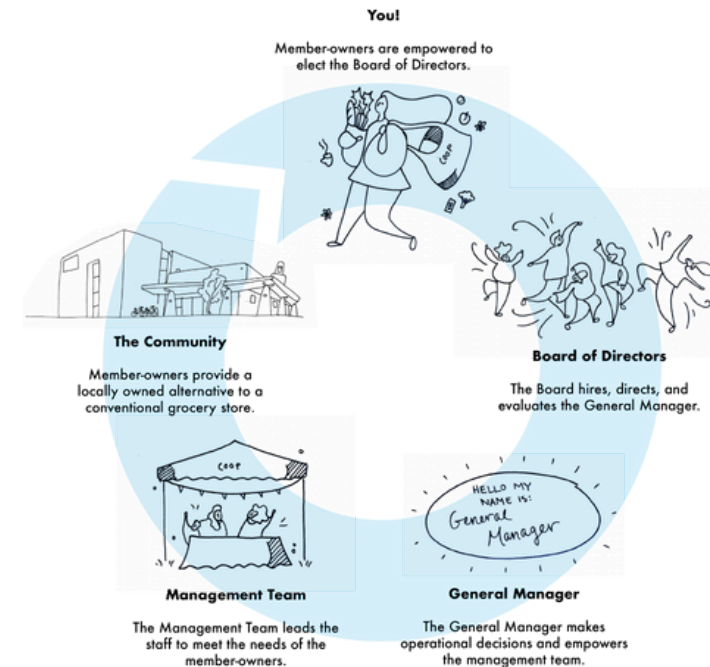 You!
Member-owners are empowered to
elect the Board of Directors.
COOP
Board of Directors
The Board hires, directs, and
evaluates the General Manager.
HELLO MY
NAME IS:
General
Manager
General Manager
The General Manager makes
operational decisions and empowers
the management team.
COOP
Management Team
The Management Team leads the
staff to meet the needs of the
member-owners.
The Community
Member-owners provide a
locally owned alternative to a
conventional grocery store.